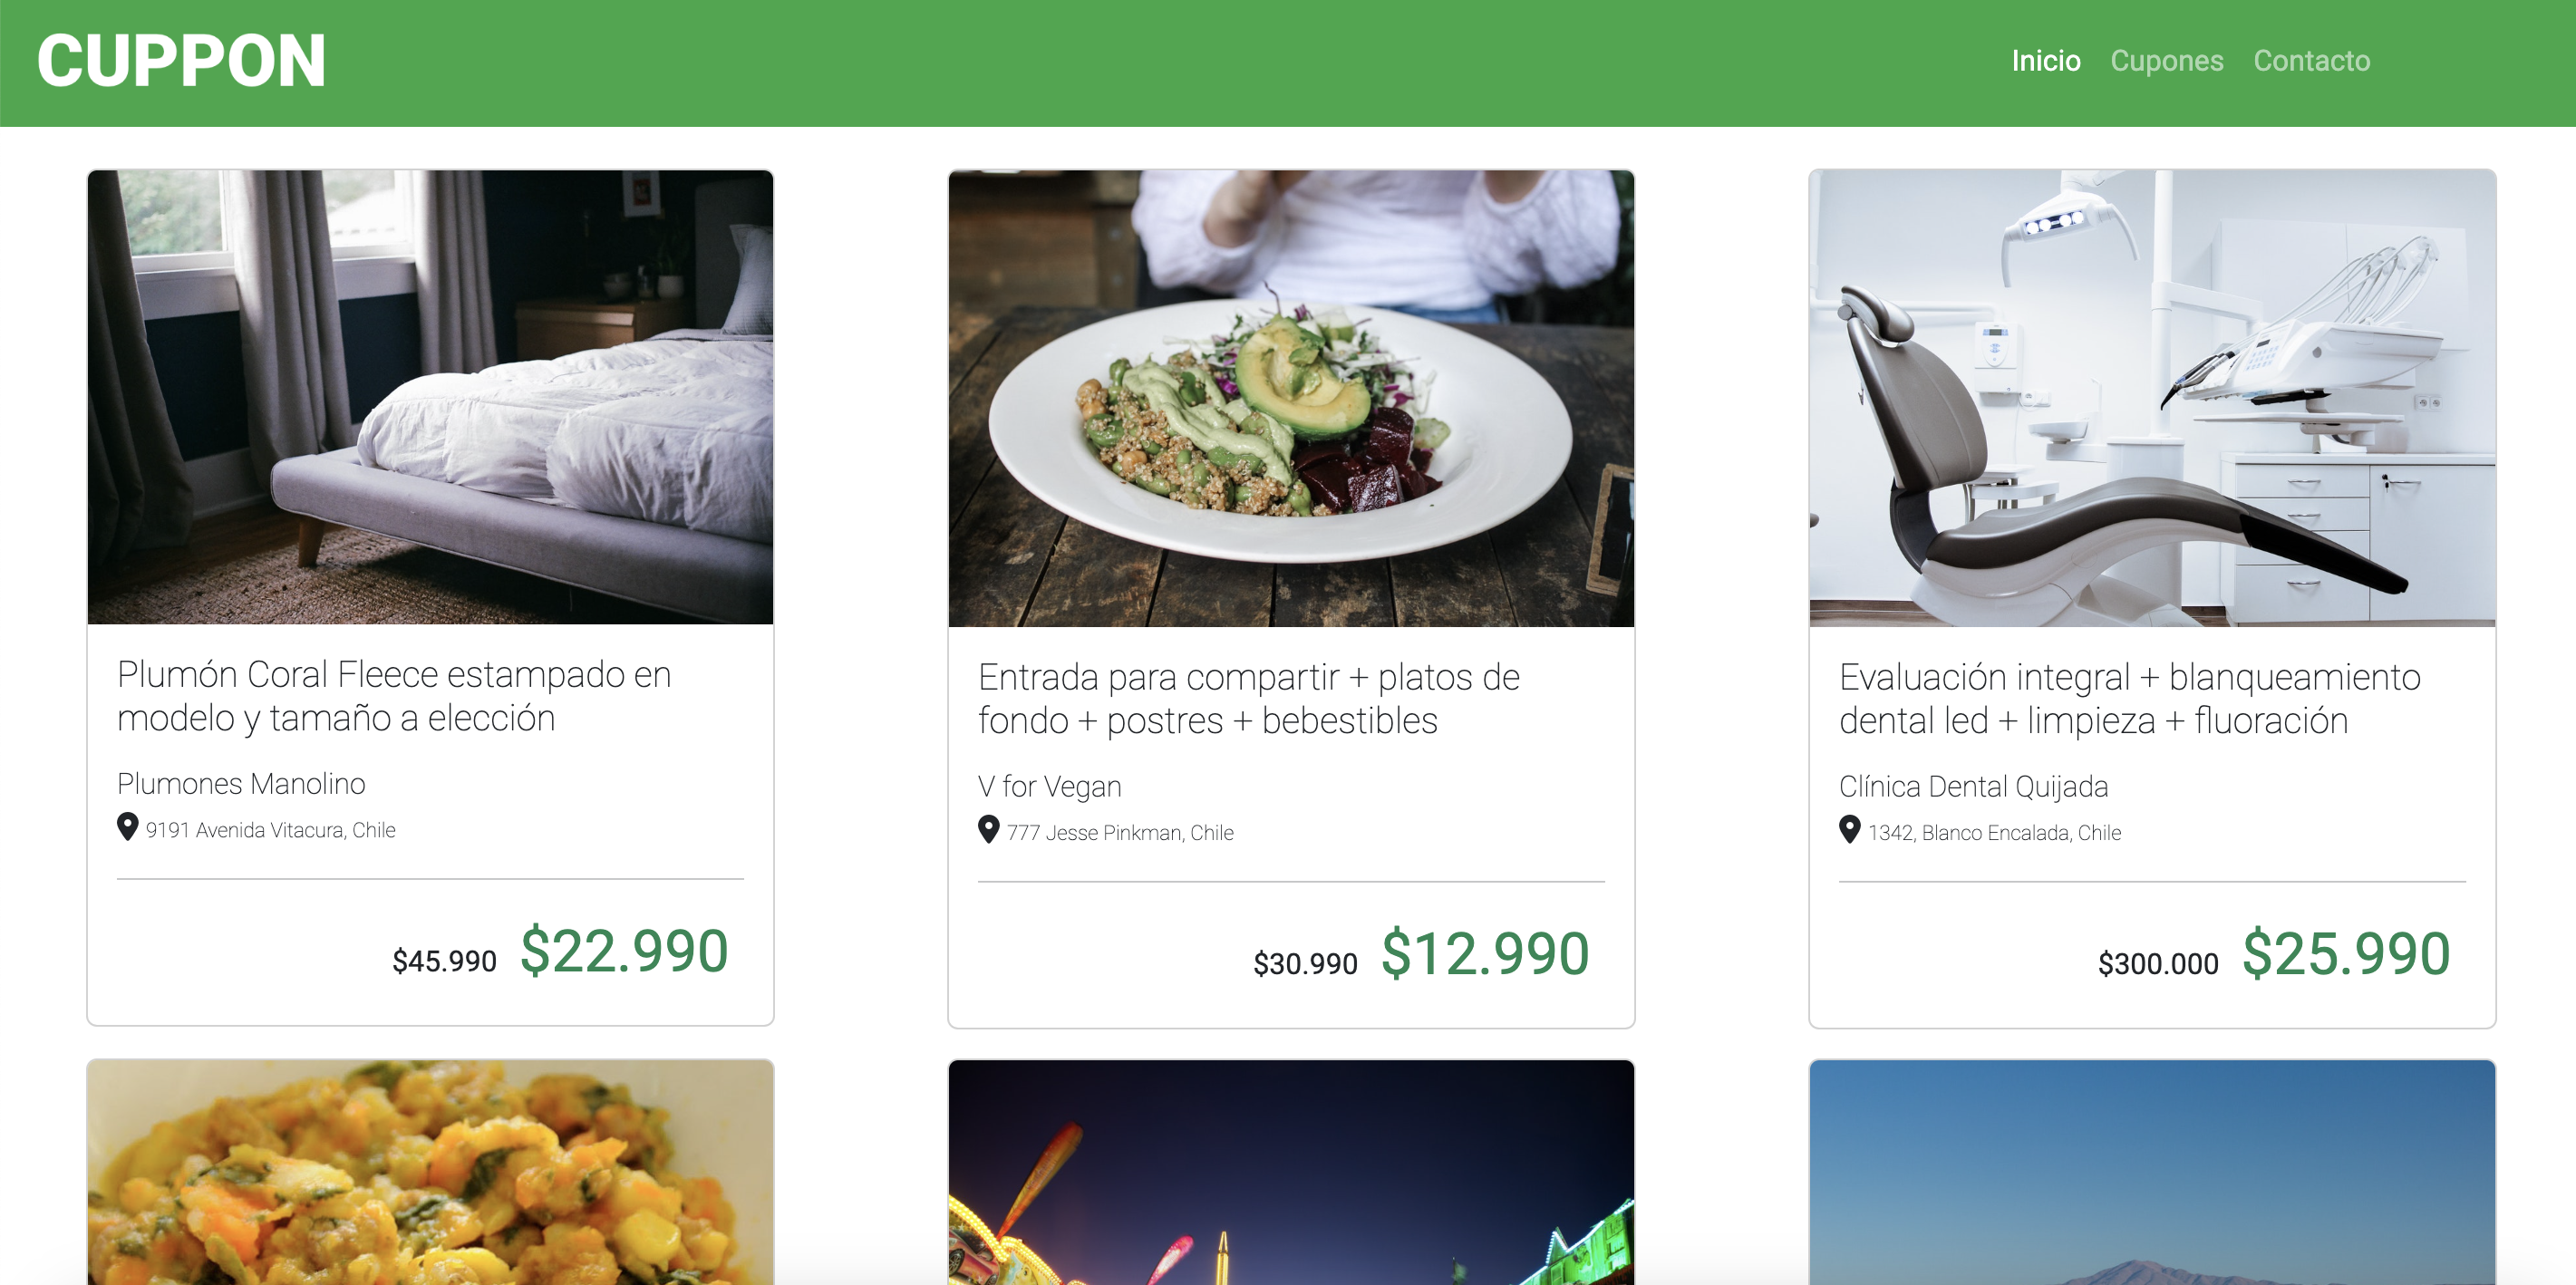 CUPPON
Inicio Cupones Contacto
Plumón Coral Fleece estampado en
modelo y tamaño a elección
Plumones Manolino
9191 Avenida Vitacura, Chile
$45.990 $22.990
Entrada para compartir + platos de
fondo + postres + bebestibles
V for Vegan
777 Jesse Pinkman, Chile
$30.990 $12.990
Evaluación integral + blanqueamiento
dental led + limpieza + fluoración
Clínica Dental Quijada
1342, Blanco Encalada, Chile
$300.000 $25.990